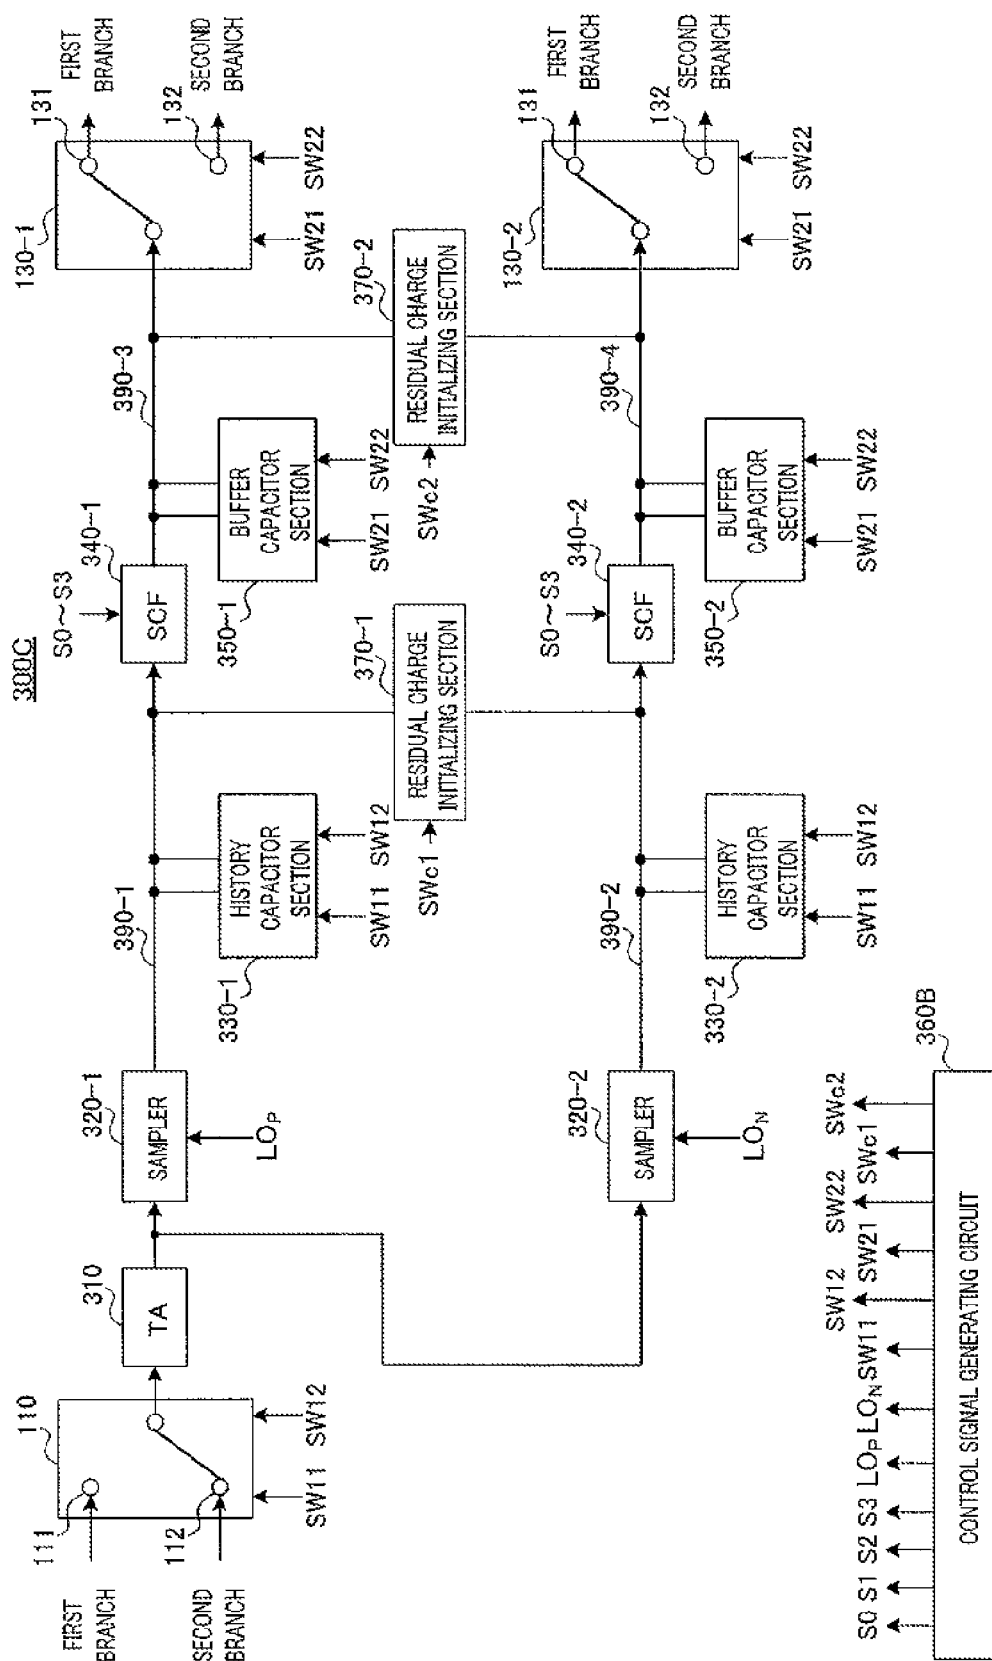 300C
FIRST
BRANCH
SECOND
BRANCH
111
112
110
SW11
SW12
310
TA
320-1
SAMPLER
LOP
390-1
330-1
HISTORY
CAPACITOR
SECTION
SW11
SW12
S0~S3
340-1
SCF
350-1
BUFFER
CAPACITOR
SECTION
SW21
SW22
390-3
130-1
SW21
SW22
131
FIRST
BRANCH
132
SECOND
BRANCH
370-1
RESIDUAL CHARGE
INITIALIZING SECTION
SWc1
370-2
RESIDUAL CHARGE
INITIALIZING SECTION
SWc2
320-2
SAMPLER
LON
390-2
330-2
HISTORY
CAPACITOR
SECTION
SW11
SW12
S0~S3
340-2
SCF
350-2
BUFFER
CAPACITOR
SECTION
SW21
SW22
390-4
130-2
SW21
SW22
131
FIRST
BRANCH
132
SECOND
BRANCH
S0 S1 S2 S3 LOP LON SW11 SW12 SW21 SW22 SWc1 SWc2
360B
CONTROL SIGNAL GENERATING CIRCUIT